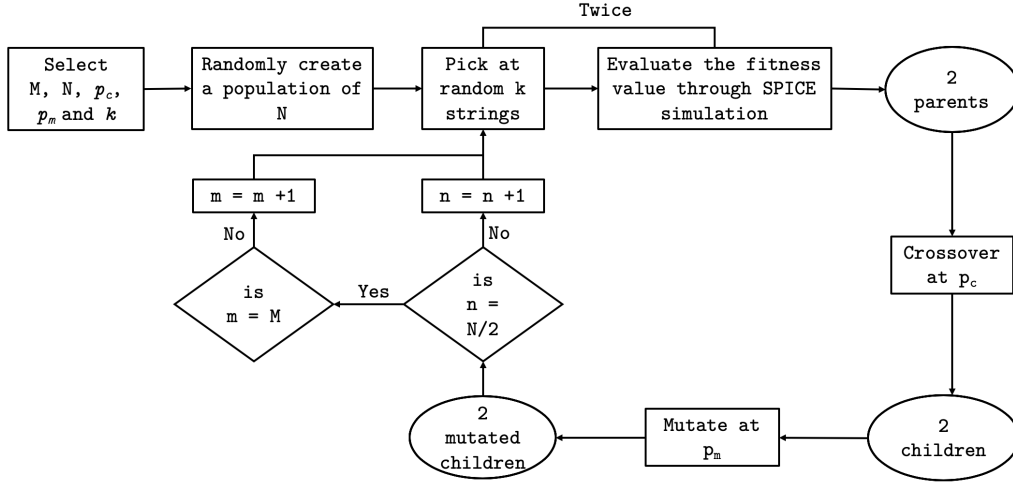 Twice
Select
M, N, p_c,
p_m and k
Randomly create
a population of
N
Pick at
random k
strings
Evaluate the fitness
value through SPICE
simulation
2
parents
m = m +1
n = n +1
No
No
Crossover
at p_c
is
m = M
Yes
is
n =
N/2
2
mutated
children
Mutate at
p_m
2
children